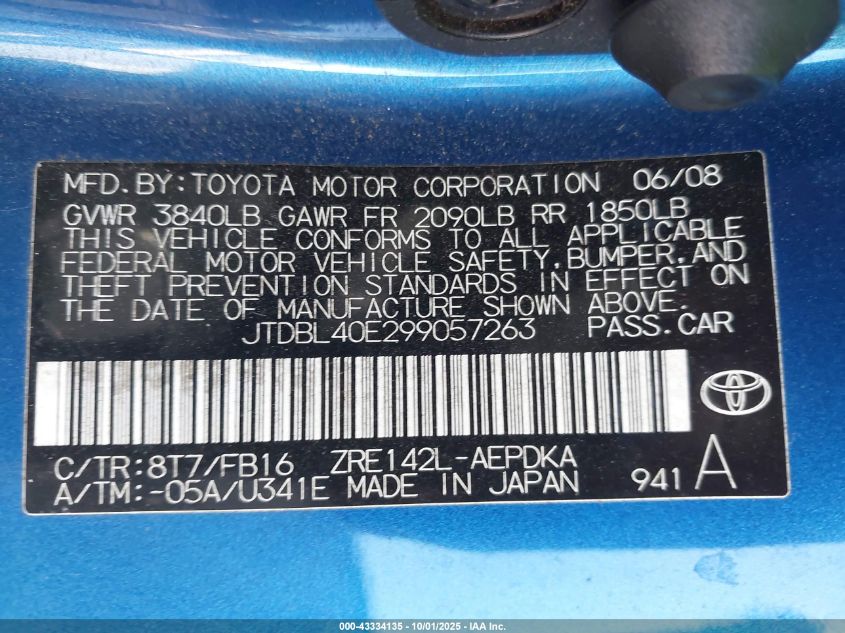 MFD.BY:TOYOTA MOTOR CORPORATION 06/08
GVWR 3840LB GAWR FR 2090LB RR 1850LB
THIS VEHICLE CONFORMS TO ALL APPLICABLE
FEDERAL MOTOR VEHICLE SAFETY,BUMPER,AND
THEFT PREVENTION STANDARDS IN EFFECT ON
THE DATE OF MANUFACTURE SHOWN ABOVE.
JTDBL40E299057263 PASS.CAR
C/TR:8T7/FB16 ZRE142L-AEPDKA
A/TM:-05A/U341E MADE IN JAPAN 941 A
000-43334135 - 10/01/2025 - IAA Inc.